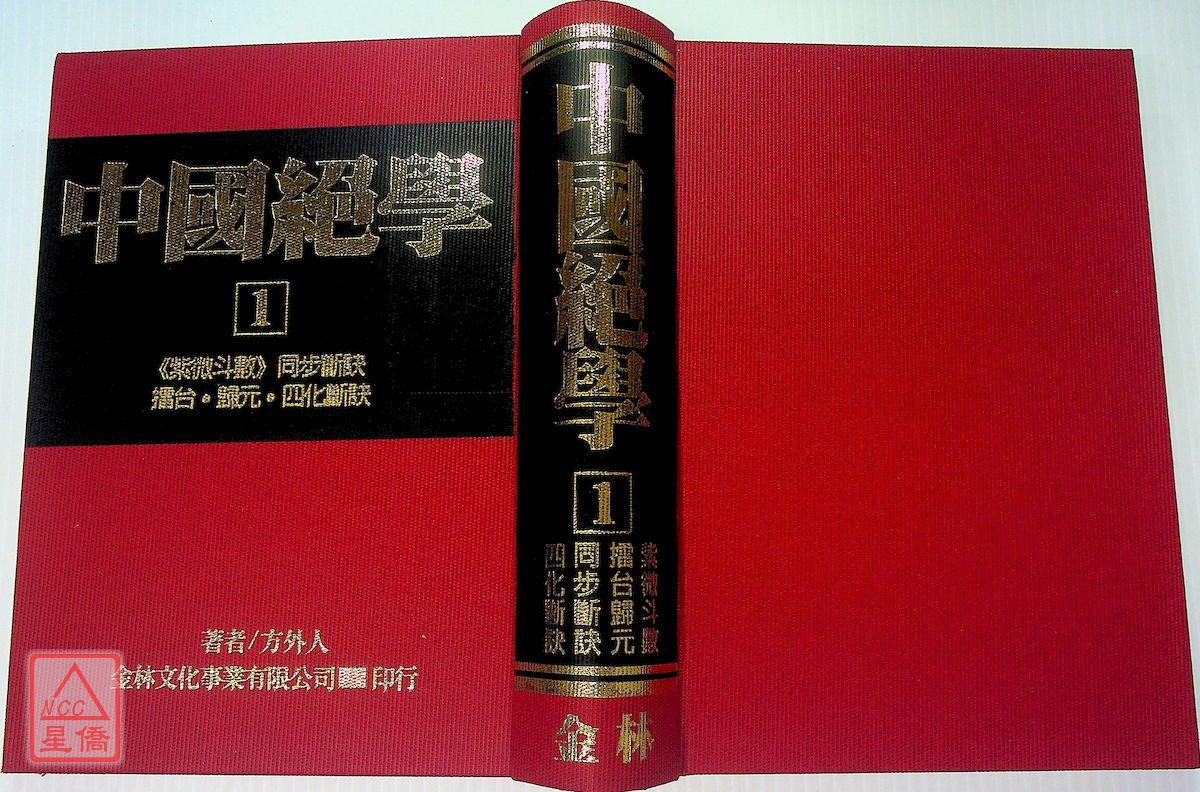 中國絕學
1
《紫微斗數》同步斷訣
擂台•歸元•四化斷訣
著者/方外人
金林文化事業有限公司 印行
NCC
星僑
中國絕學
1
紫微斗數
擂台歸元
同步斷訣
四化斷訣
金林